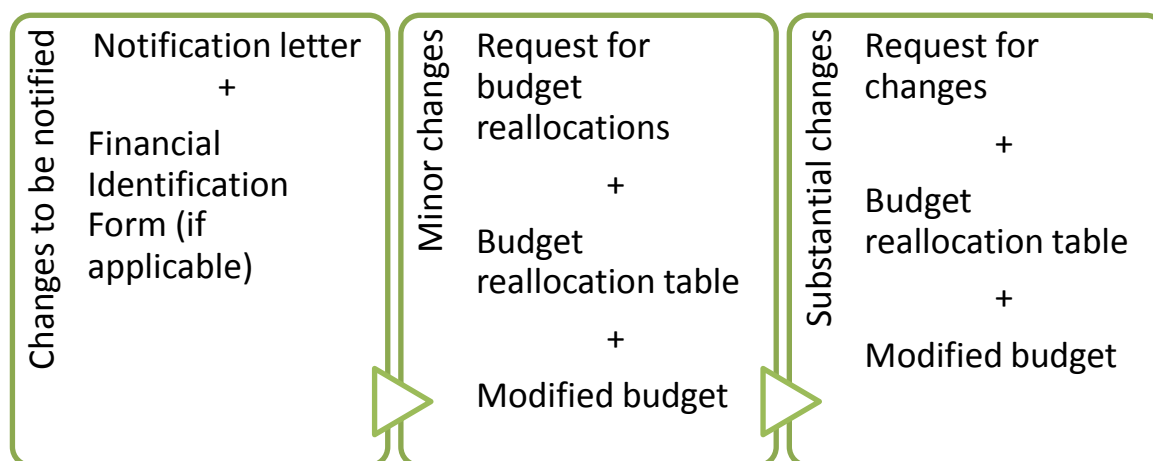 Changes to be notified
Notification letter
+
Financial
Identification
Form (if
applicable)
Minor changes
Request for
budget
reallocations
+
Budget
reallocation table
+
Modified budget
Substantial changes
Request for
changes
+
Budget
reallocation table
+
Modified budget